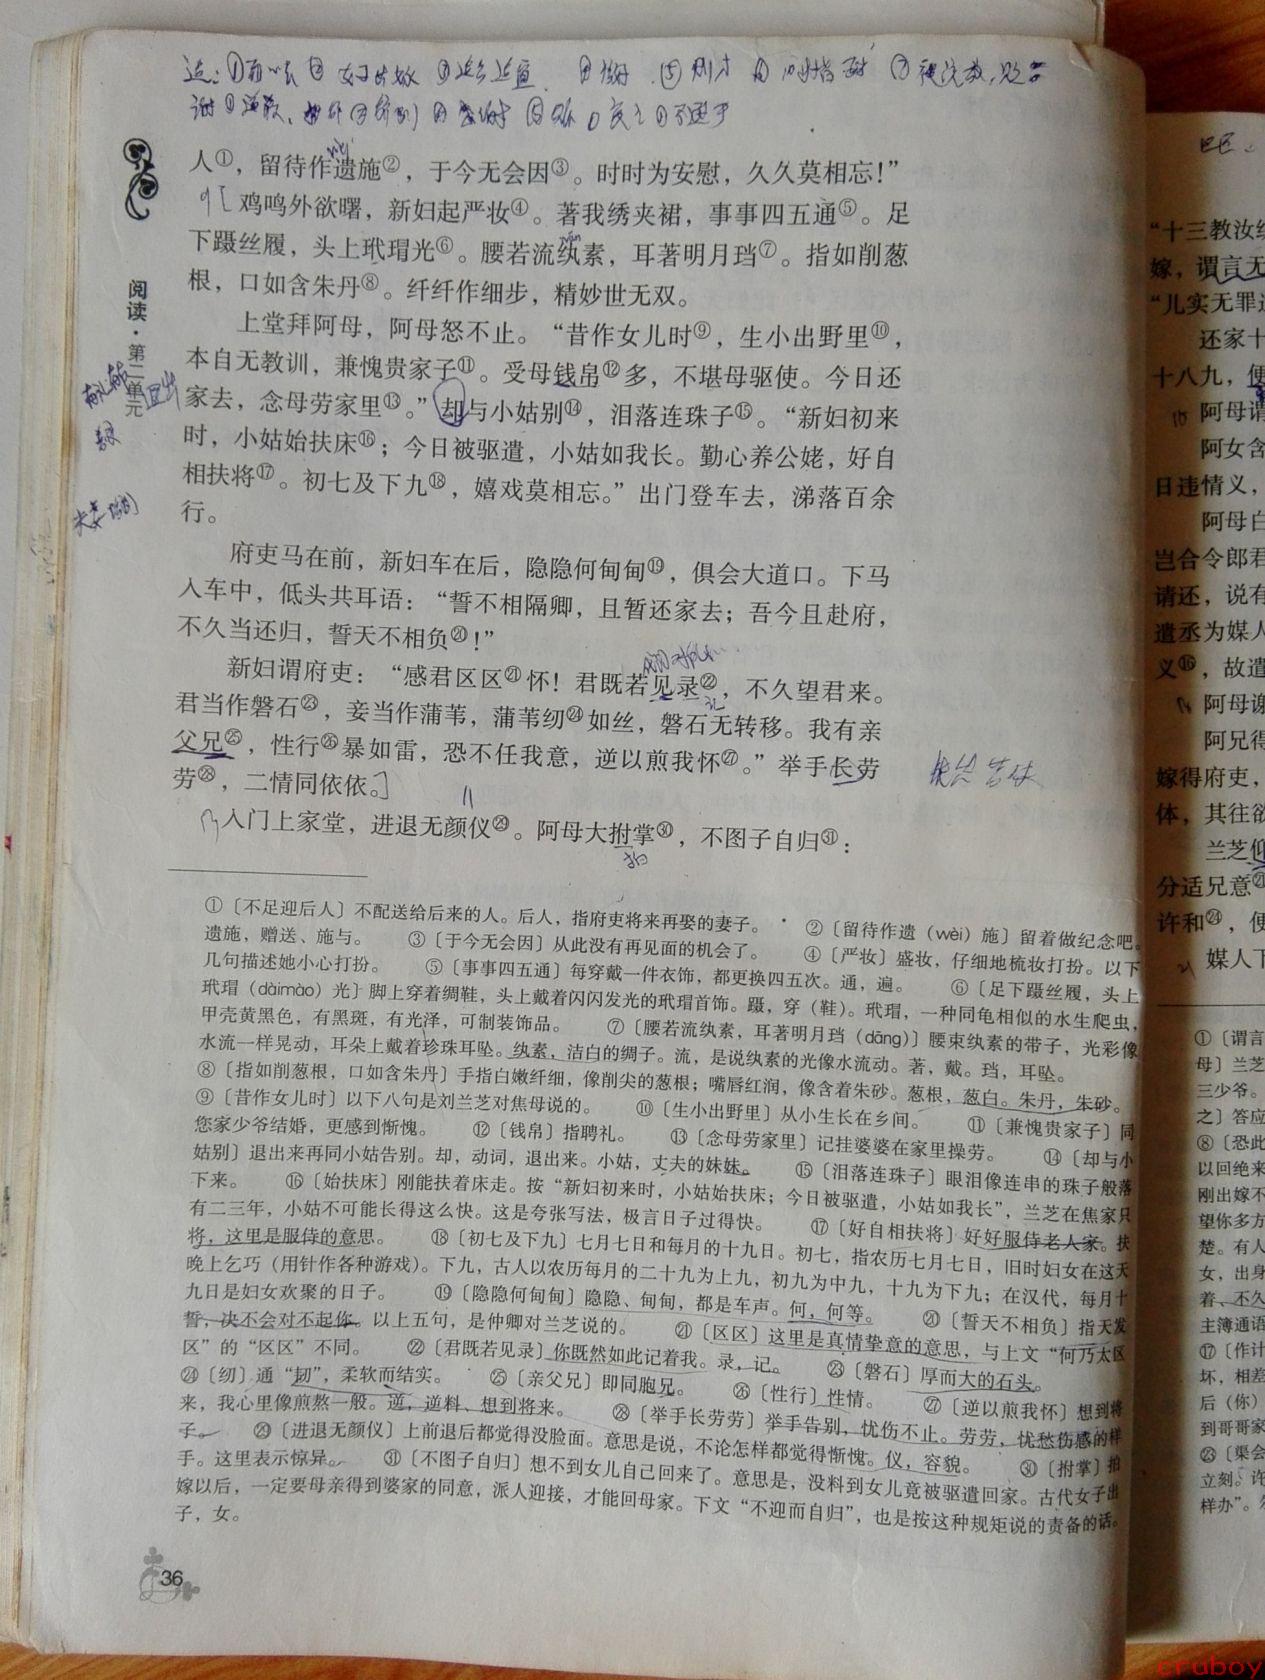 人①，留待作遗施②，于今无会因③。时时为安慰，久久莫相忘！”
鸡鸣外欲曙，新妇起严妆④。著我绣夹裙，事事四五通⑤。足
下蹑丝履，头上玳瑁光⑥。腰若流纨素，耳著明月珰⑦。指如削葱
根，口如含朱丹⑧。纤纤作细步，精妙世无双。
上堂拜阿母，阿母怒不止。“昔作女儿时⑨，生小出野里⑩，
本自无教训，兼愧贵家子⑪。受母钱帛⑫多，不堪母驱使。今日还
家去，念母劳家里⑬。”却与小姑别⑭，泪落连珠子⑮。“新妇初来
时，小姑始扶床⑯；今日被驱遣，小姑如我长。勤心养公姥，好自
相扶将⑰。初七及下九⑱，嬉戏莫相忘。”出门登车去，涕落百余
行。
府吏马在前，新妇车在后，隐隐何甸甸⑲，俱会大道口。下马
入车中，低头共耳语：“誓不相隔卿，且暂还家去；吾今且赴府，
不久当还归，誓天不相负⑳！”
新妇谓府吏：“感君区区㉑怀！君既若见录㉒，不久望君来。
君当作磐石㉓，妾当作蒲苇，蒲苇纫㉔如丝，磐石无转移。我有亲
父兄㉕，性行㉖暴如雷，恐不任我意，逆以煎我怀㉗。”举手长劳
劳㉘，二情同依依。
入门上家堂，进退无颜仪㉙。阿母大拊掌㉚，不图子自归㉛：
①〔不足迎后人〕不配送给后来的人。后人，指府吏将来再娶的妻子。 ②〔留待作遗（wèi）施〕留着做纪念吧。
遗施，赠送、施与。 ③〔于今无会因〕从此没有再见面的机会了。 ④〔严妆〕盛妆，仔细地梳妆打扮。以下
几句描述她小心打扮。 ⑤〔事事四五通〕每穿戴一件衣饰，都更换四五次。通，遍。 ⑥〔足下蹑丝履，头上
玳瑁（dàimào）光〕脚上穿着绸鞋，头上戴着闪闪发光的玳瑁首饰。蹑，穿（鞋）。玳瑁，一种同龟相似的水生爬虫，
甲壳黄黑色，有黑斑，有光泽，可制装饰品。 ⑦〔腰若流纨素，耳著明月珰（dāng）〕腰束纨素的带子，光彩像
水流一样晃动，耳朵上戴着珍珠耳坠。纨素，洁白的绸子。流，是说纨素的光像水流动。著，戴。珰，耳坠。
⑧〔指如削葱根，口如含朱丹〕手指白嫩纤细，像削尖的葱根；嘴唇红润，像含着朱砂。葱根，葱白。朱丹，朱砂。
⑨〔昔作女儿时〕以下八句是刘兰芝对焦母说的。 ⑩〔生小出野里〕从小生长在乡间。 ⑪〔兼愧贵家子〕同
您家少爷结婚，更感到惭愧。 ⑫〔钱帛〕指聘礼。 ⑬〔念母劳家里〕记挂婆婆在家里操劳。 ⑭〔却与小
姑别〕退出来再同小姑告别。却，动词，退出来。小姑，丈夫的妹妹。 ⑮〔泪落连珠子〕眼泪像连串的珠子般落
下来。 ⑯〔始扶床〕刚能扶着床走。按“新妇初来时，小姑始扶床；今日被驱遣，小姑如我长”，兰芝在焦家只
有二三年，小姑不可能长得这么快。这是夸张写法，极言日子过得快。 ⑰〔好自相扶将〕好好服侍老人家。扶
将，这里是服侍的意思。 ⑱〔初七及下九〕七月七日和每月的十九日。初七，指农历七月七日，旧时妇女在这天
晚上乞巧（用针作各种游戏）。下九，古人以农历每月的二十九为上九，初九为中九，十九为下九；在汉代，每月十
九日是妇女欢聚的日子。 ⑲〔隐隐何甸甸〕隐隐、甸甸，都是车声。何，何等。 ⑳〔誓天不相负〕指天发
誓，决不会对不起你。以上五句，是仲卿对兰芝说的。 ㉑〔区区〕这里是真情挚意的意思，与上文“何乃太区
区”的“区区”不同。 ㉒〔君既若见录〕你既然如此记着我。录，记。 ㉓〔磐石〕厚而大的石头。
㉔〔纫〕通“韧”，柔软而结实。 ㉕〔亲父兄〕即同胞兄。 ㉖〔性行〕性情。 ㉗〔逆以煎我怀〕想到将
来，我心里像煎熬一般。逆，逆料、想到将来。 ㉘〔举手长劳劳〕举手告别，忧伤不止。劳劳，忧愁伤感的样
子。 ㉙〔进退无颜仪〕上前退后都觉得没脸面。意思是说，不论怎样都觉得惭愧。仪，容貌。 ㉚〔拊掌〕拍
手。这里表示惊异。 ㉛〔不图子自归〕想不到女儿自己回来了。意思是，没料到女儿竟被驱遣回家。古代女子出
嫁以后，一定要母亲得到婆家的同意，派人迎接，才能回母家。下文“不迎而自归”，也是按这种规矩说的责备的话。
子，女。
阅读·第二单元
36
“十三教汝织
嫁，谓言无
“儿实无罪过
还家十
十八九，便
阿母谓
阿女含
日违情义，
阿母白
岂合令郎君
请还，说有
遣丞为媒人
义⑯，故遣
阿母谢
阿兄得
嫁得府吏，
体，其往欲
兰芝仰
分适兄意㉑
许和㉔，便
媒人下
①〔谓言
母〕兰芝
三少爷。
之〕答应
⑧〔恐此
以回绝来
刚出嫁不
望你多方
楚。有人
女，出身
着、不久
主簿通语
⑰〔作计
坏，相差
后（你）
到哥哥家
㉓〔渠会
立刻。许
样办”。
eruboy